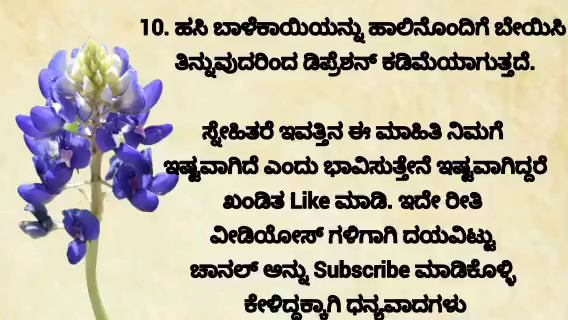 10. ಹಸಿ ಬಾಳೆಕಾಯಿಯನ್ನು ಹಾಲಿನೊಂದಿಗೆ ಬೇಯಿಸಿ
ತಿನ್ನುವುದರಿಂದ ಡಿಪ್ರೆಶನ್ ಕಡಿಮೆಯಾಗುತ್ತದೆ.
ಸ್ನೇಹಿತರೆ ಇವತ್ತಿನ ಈ ಮಾಹಿತಿ ನಿಮಗೆ
ಇಷ್ಟವಾಗಿದೆ ಎಂದು ಭಾವಿಸುತ್ತೇನೆ ಇಷ್ಟವಾಗಿದ್ದರೆ
ಖಂಡಿತ Like ಮಾಡಿ. ಇದೇ ರೀತಿ
ವೀಡಿಯೋಸ್ ಗಳಿಗಾಗಿ ದಯವಿಟ್ಟು
ಚಾನಲ್ ಅನ್ನು Subscribe ಮಾಡಿಕೊಳ್ಳಿ
ಕೇಳಿದ್ದಕ್ಕಾಗಿ ಧನ್ಯವಾದಗಳು